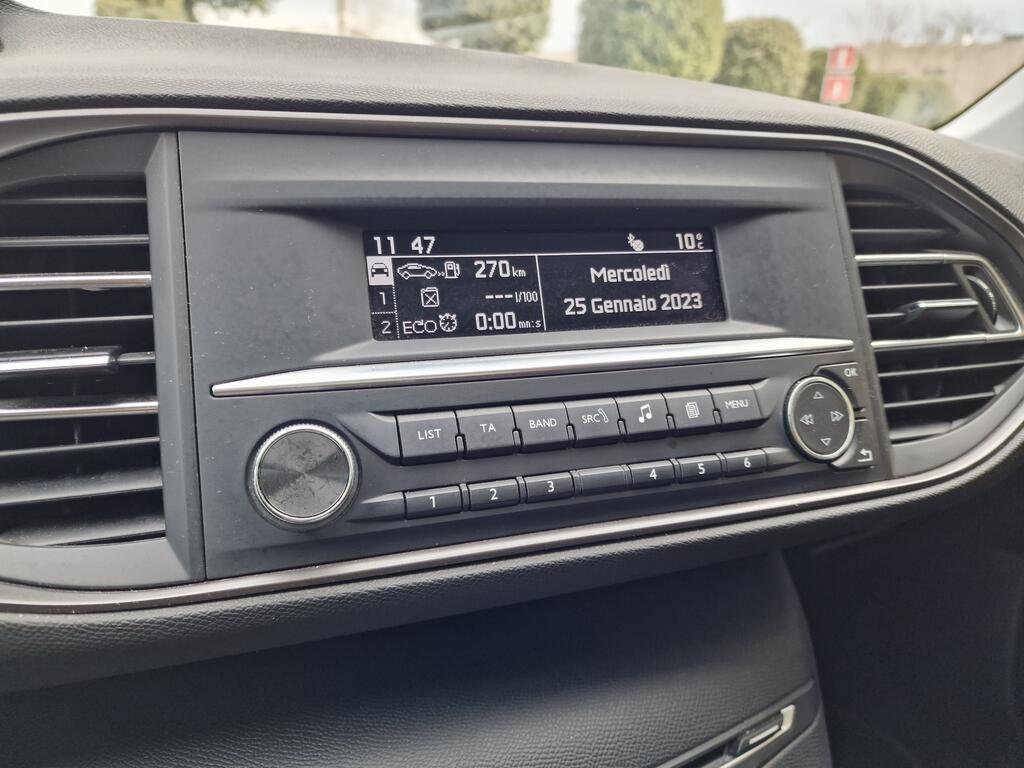 11 47 10°C
270 km
Mercoledì
1 ---l/100
25 Gennaio 2023
2 ECO 0:00 mn:s
OK
LIST TA BAND SRC MENU
1 2 3 4 5 6